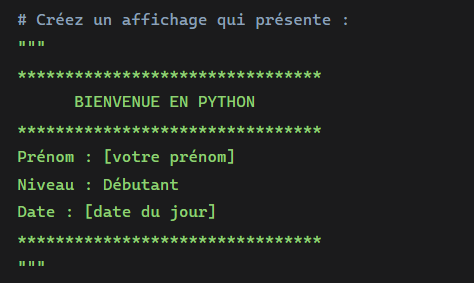 # Créez un affichage qui présente :
"""
********************************
BIENVENUE EN PYTHON
********************************
Prénom : [votre prénom]
Niveau : Débutant
Date : [date du jour]
********************************
"""